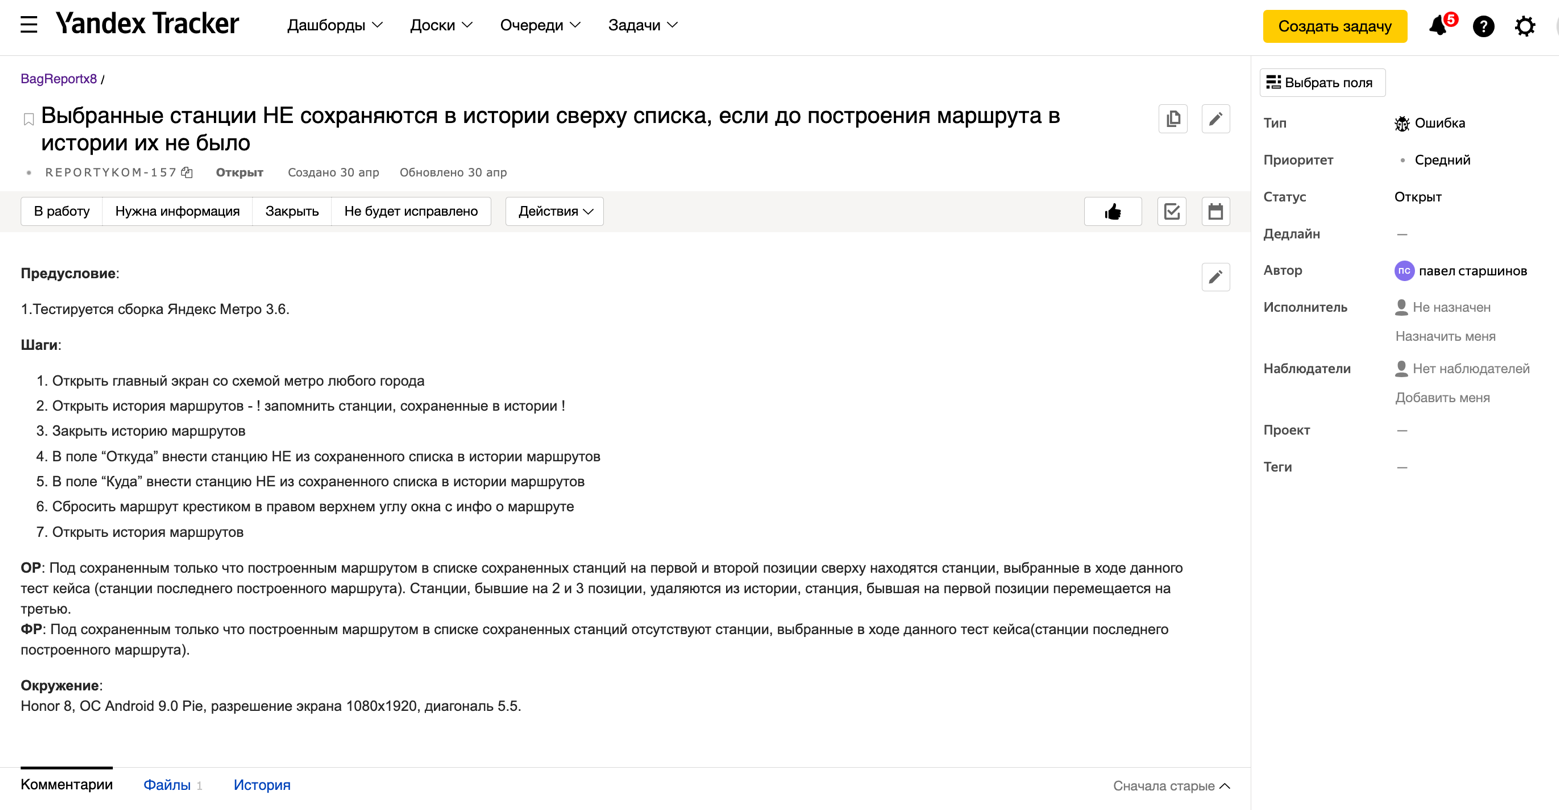 Yandex Tracker
Дашборды
Доски
Очереди
Задачи
Создать задачу
5
?
BagReportx8 /
Выбранные станции НЕ сохраняются в истории сверху списка, если до построения маршрута в
истории их не было
REPORTYKOM-157
Открыт
Создано 30 апр
Обновлено 30 апр
В работу
Нужна информация
Закрыть
Не будет исправлено
Действия
Предусловие:
1.Тестируется сборка Яндекс Метро 3.6.
Шаги:
1. Открыть главный экран со схемой метро любого города
2. Открыть история маршрутов - ! запомнить станции, сохраненные в истории !
3. Закрыть историю маршрутов
4. В поле “Откуда” внести станцию НЕ из сохраненного списка в истории маршрутов
5. В поле “Куда” внести станцию НЕ из сохраненного списка в истории маршрутов
6. Сбросить маршрут крестиком в правом верхнем углу окна с инфо о маршруте
7. Открыть история маршрутов
ОР: Под сохраненным только что построенным маршрутом в списке сохраненных станций на первой и второй позиции сверху находятся станции, выбранные в ходе данного
тест кейса (станции последнего построенного маршрута). Станции, бывшие на 2 и 3 позиции, удаляются из истории, станция, бывшая на первой позиции перемещается на
третью.
ФР: Под сохраненным только что построенным маршрутом в списке сохраненных станций отсутствуют станции, выбранные в ходе данного тест кейса(станции последнего
построенного маршрута).
Окружение:
Honor 8, ОС Android 9.0 Pie, разрешение экрана 1080x1920, диагональ 5.5.
Комментарии
Файлы 1
История
Сначала старые
Выбрать поля
Тип
Ошибка
Приоритет
Средний
Статус
Открыт
Дедлайн
—
Автор
ПС павел старшинов
Исполнитель
Не назначен
Назначить меня
Наблюдатели
Нет наблюдателей
Добавить меня
Проект
—
Теги
—